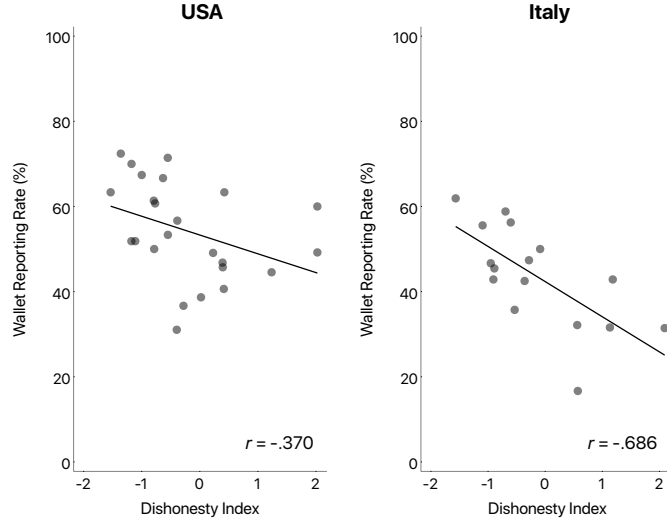 USA
Wallet Reporting Rate (%)
100
80
60
40
20
0
-2
-1
0
1
2
r = -.370
Dishonesty Index
Italy
Wallet Reporting Rate (%)
100
80
60
40
20
0
-2
-1
0
1
2
r = -.686
Dishonesty Index